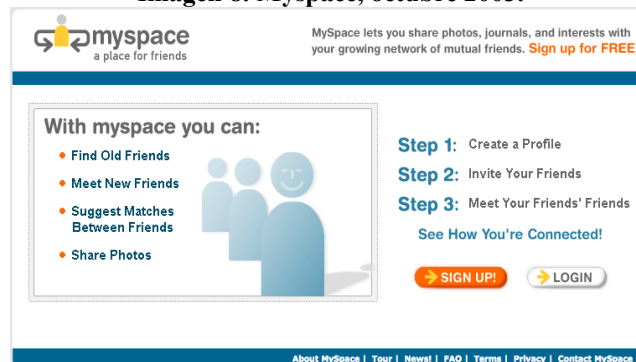 myspace
a place for friends
MySpace lets you share photos, journals, and interests with
your growing network of mutual friends. Sign up for FREE
With myspace you can:
Find Old Friends
Meet New Friends
Suggest Matches
Between Friends
Share Photos
Step 1: Create a Profile
Step 2: Invite Your Friends
Step 3: Meet Your Friends' Friends
See How You're Connected!
SIGN UP!
LOGIN
About MySpace | Tour | News! | FAQ | Terms | Privacy | Contact MySpace